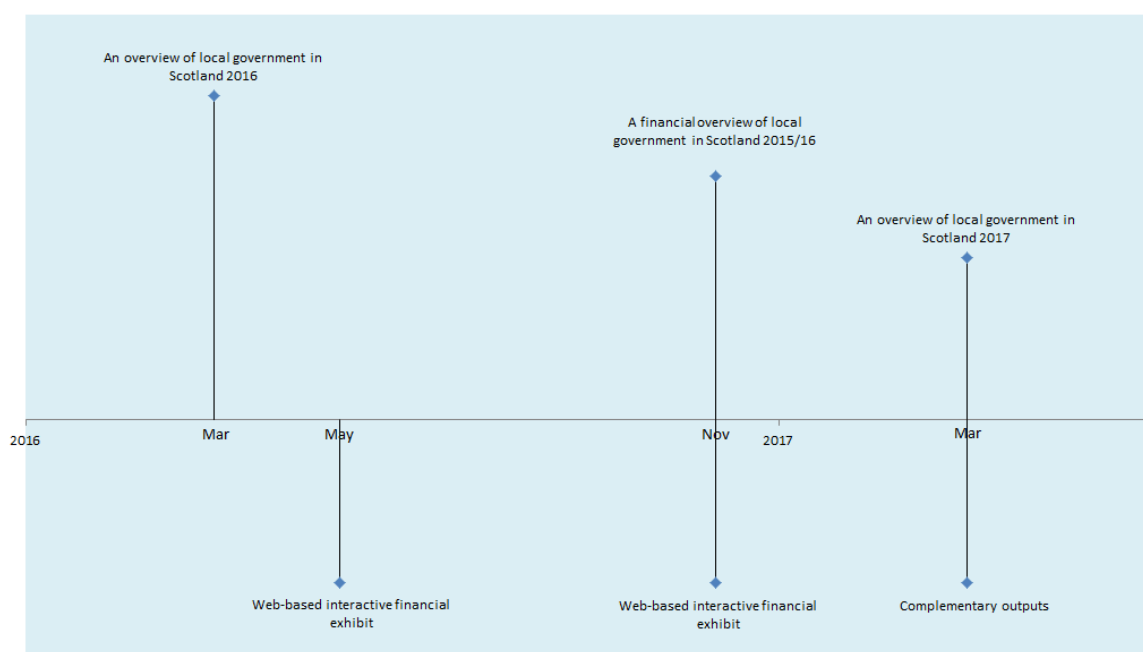 An overview of local government in
Scotland 2016
A financial overview of local
government in Scotland 2015/16
An overview of local government in
Scotland 2017
2016
Mar
May
Nov
2017
Mar
Web-based interactive financial
exhibit
Web-based interactive financial
exhibit
Complementary outputs